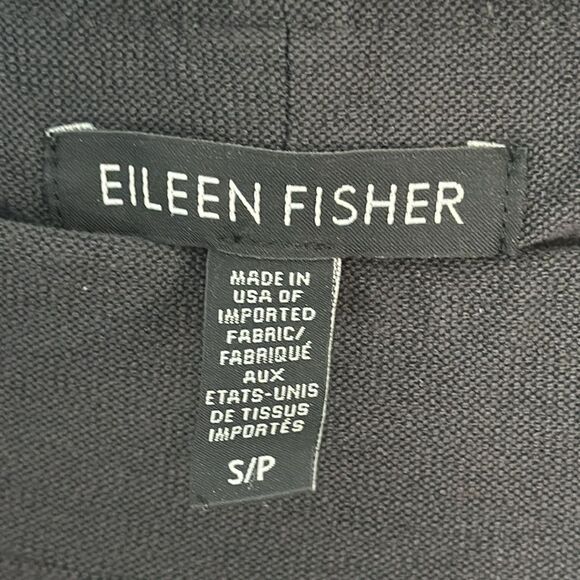 EILEEN FISHER
MADE IN
USA OF
IMPORTED
FABRIC/
FABRIQUÉ
AUX
ETATS-UNIS
DE TISSUS
IMPORTÉS
S/P